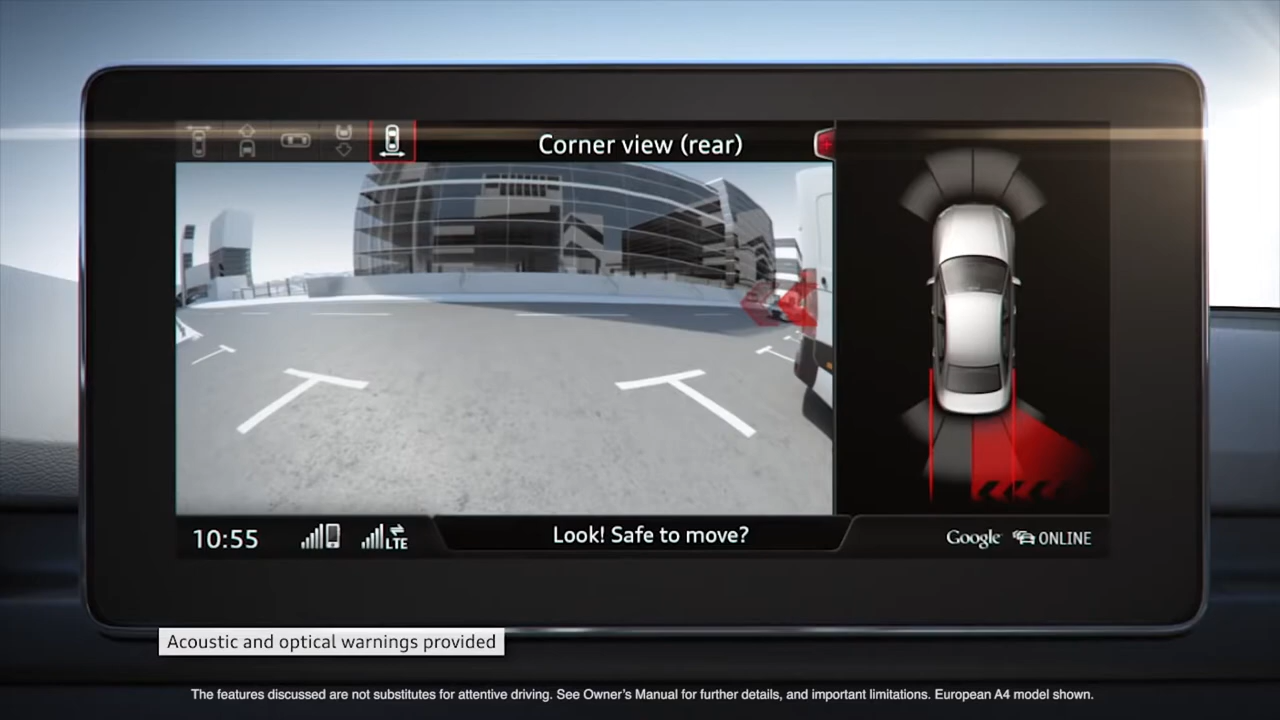 Corner view (rear)
10:55
LTE
Look! Safe to move?
Google
ONLINE
Acoustic and optical warnings provided
The features discussed are not substitutes for attentive driving. See Owner's Manual for further details, and important limitations. European A4 model shown.